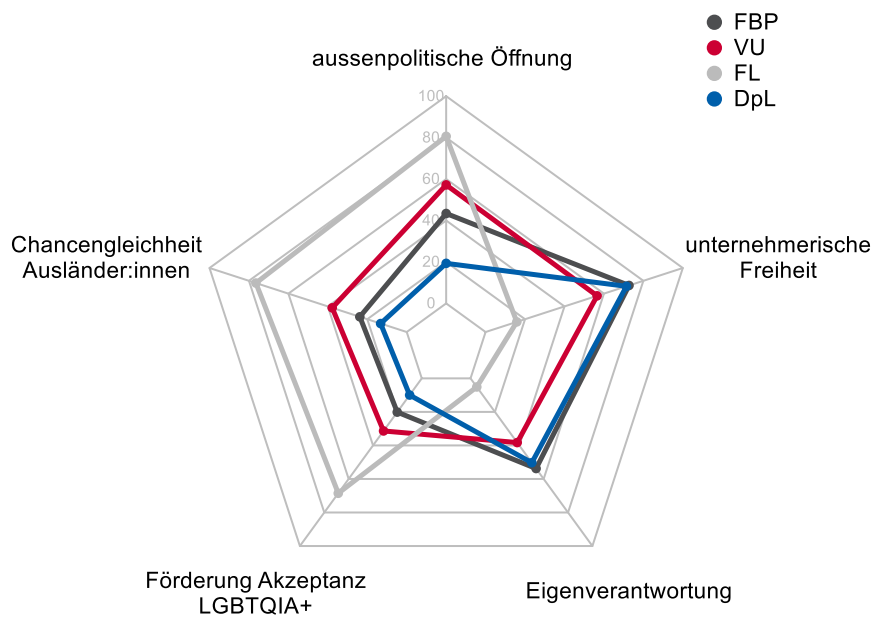 FBP
VU
FL
DpL
aussenpolitische Öffnung
100
80
60
40
20
0
Chancengleichheit
Ausländer:innen
unternehmerische
Freiheit
Förderung Akzeptanz
LGBTQIA+
Eigenverantwortung